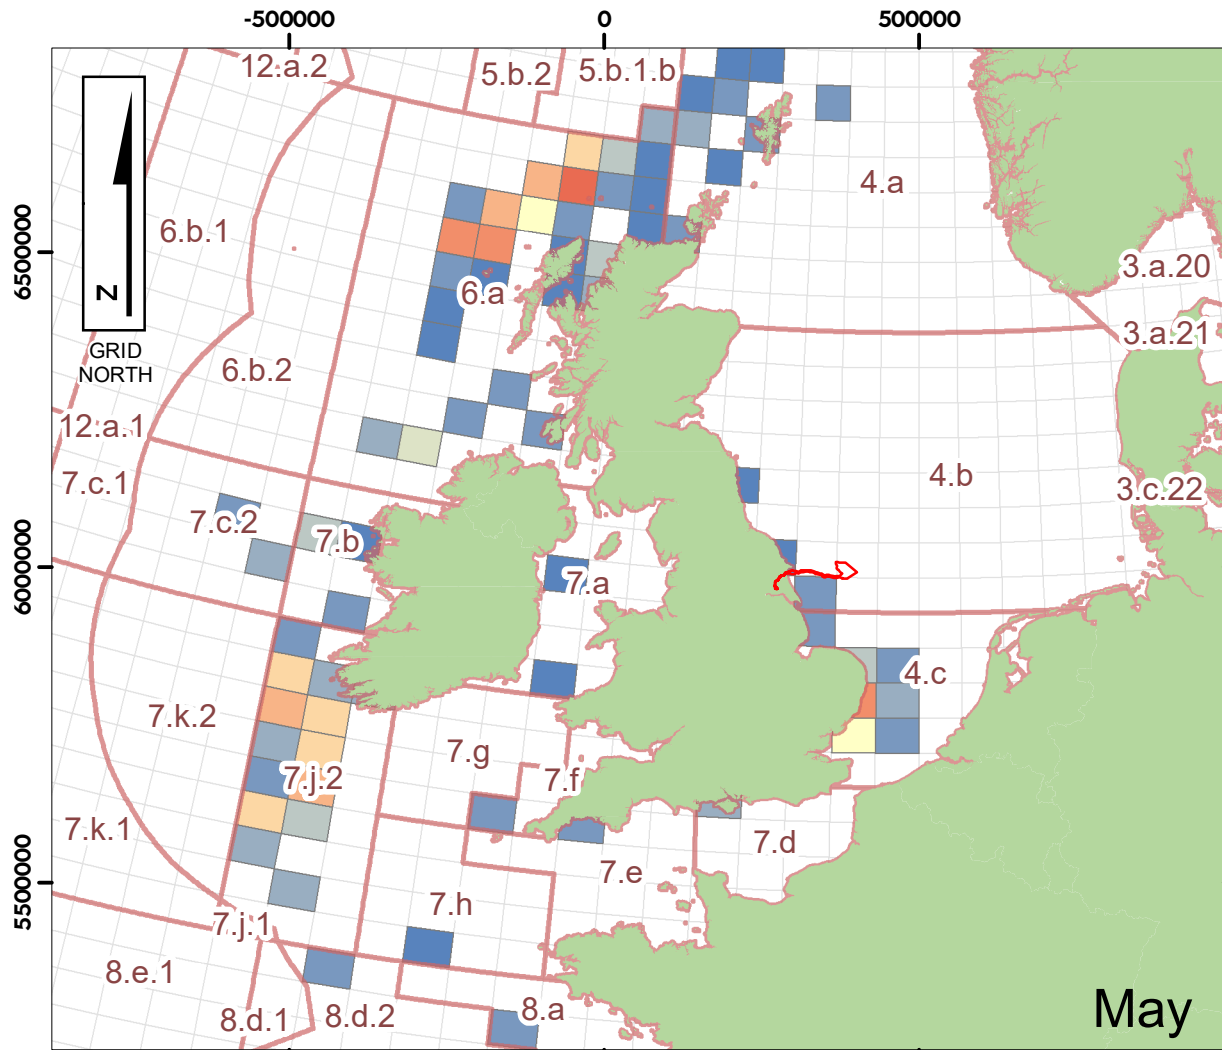 -5000000 0 500000
12.a.2 5.b.2 5.b.1.b
4.a
6.b.1
6500000
3.a.20
N
6.a
3.a.21
GRID
NORTH
6.b.2
12.a.1
7.c.1
4.b
3.c.22
7.c.2
7.b
6000000
7.a
4.c
7.k.2
7.g
7.j.2
7.f
7.k.1
7.d
7.e
5500000
7.h
7.j.1
8.e.1
8.a
May
8.d.1
8.d.2